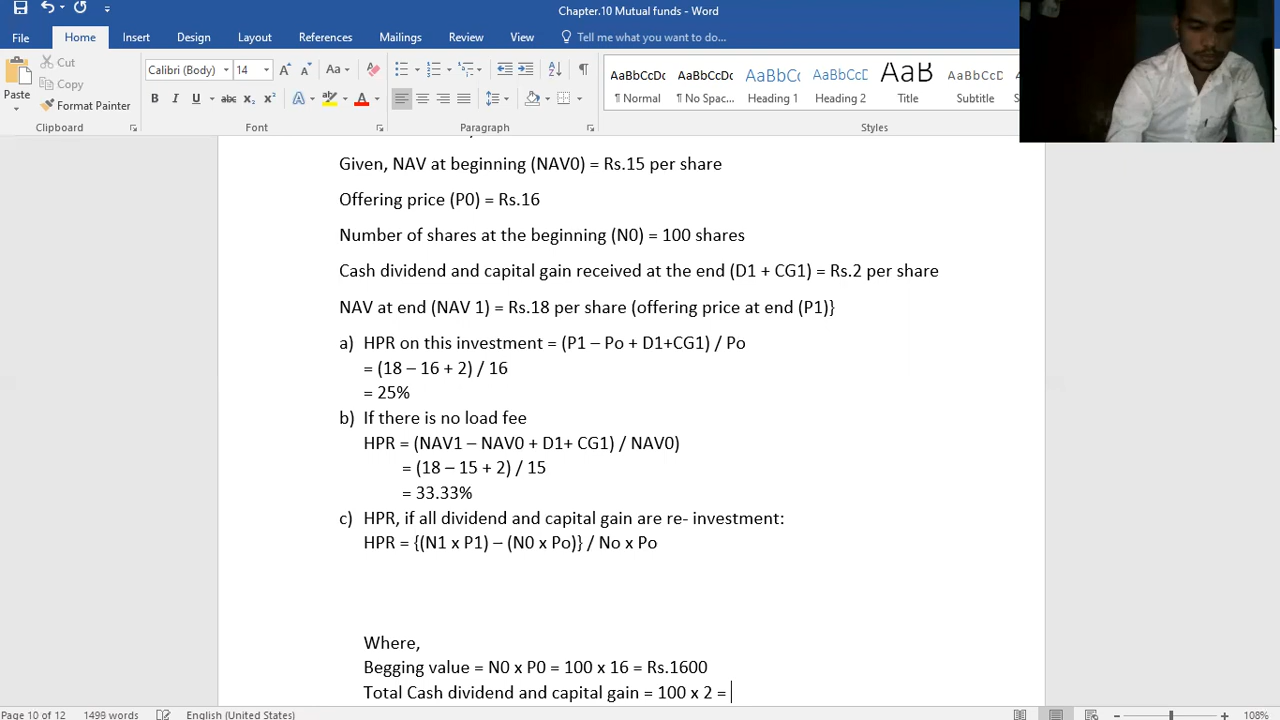 Chapter.10 Mutual funds - Word
File Home Insert Design Layout References Mailings Review View Tell me what you want to do...
Cut
Copy
Format Painter
Paste
Calibri (Body) 14
AaBbCcDc AaBbCcDc AaBbCc AaBbCcD AaB AaBbCcD
¶ Normal ¶ No Spac... Heading 1 Heading 2 Title Subtitle
Clipboard Font Paragraph Styles
Given, NAV at beginning (NAV0) = Rs.15 per share
Offering price (P0) = Rs.16
Number of shares at the beginning (N0) = 100 shares
Cash dividend and capital gain received at the end (D1 + CG1) = Rs.2 per share
NAV at end (NAV 1) = Rs.18 per share (offering price at end (P1)}
a) HPR on this investment = (P1 – Po + D1+CG1) / Po
= (18 – 16 + 2) / 16
= 25%
b) If there is no load fee
HPR = (NAV1 – NAV0 + D1+ CG1) / NAV0)
= (18 – 15 + 2) / 15
= 33.33%
c) HPR, if all dividend and capital gain are re- investment:
HPR = {(N1 x P1) – (N0 x Po)} / No x Po
Where,
Begging value = N0 x P0 = 100 x 16 = Rs.1600
Total Cash dividend and capital gain = 100 x 2 =
Page 10 of 12 1499 words English (United States) 108%